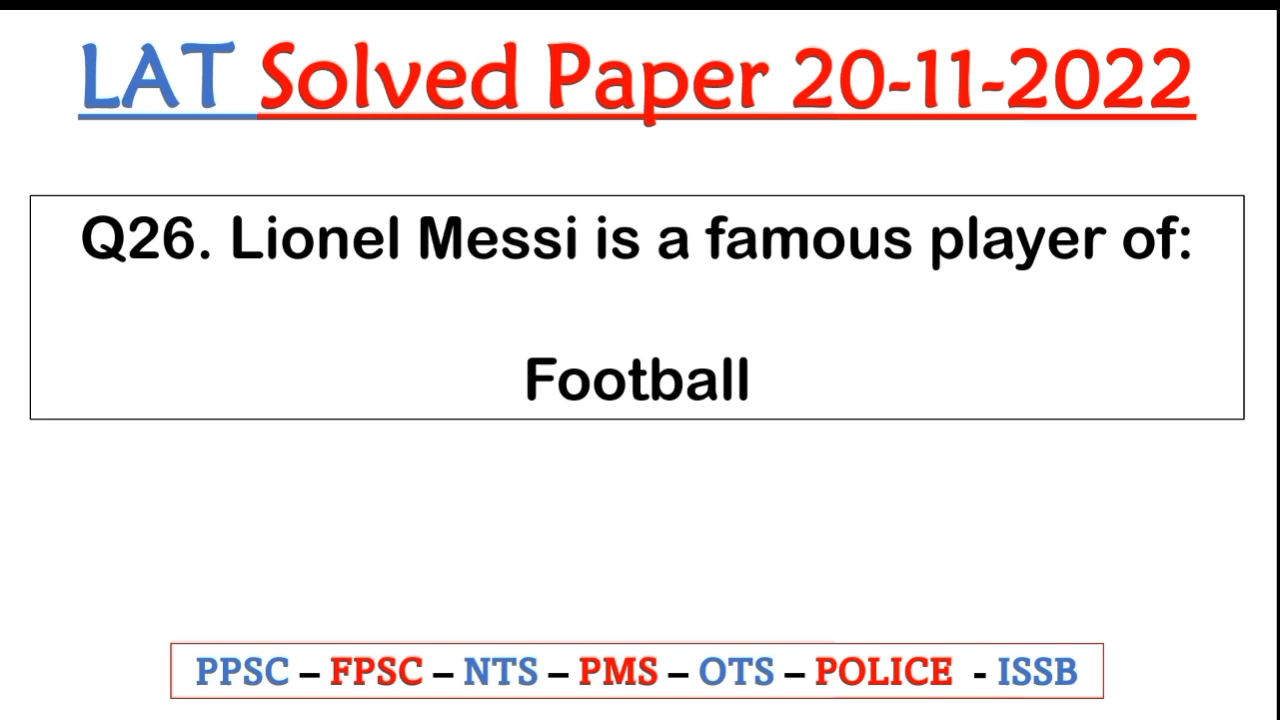 LAT Solved Paper 20-11-2022
Q26. Lionel Messi is a famous player of:
Football
PPSC – FPSC – NTS – PMS – OTS – POLICE - ISSB